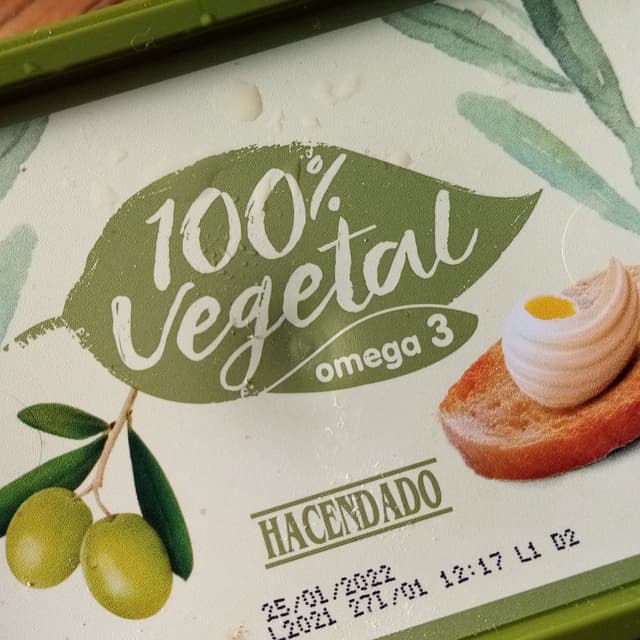 100%
Vegetal
omega 3
HACENDADO
25/01/2022
L2021 271/01 12:17 L1 D2